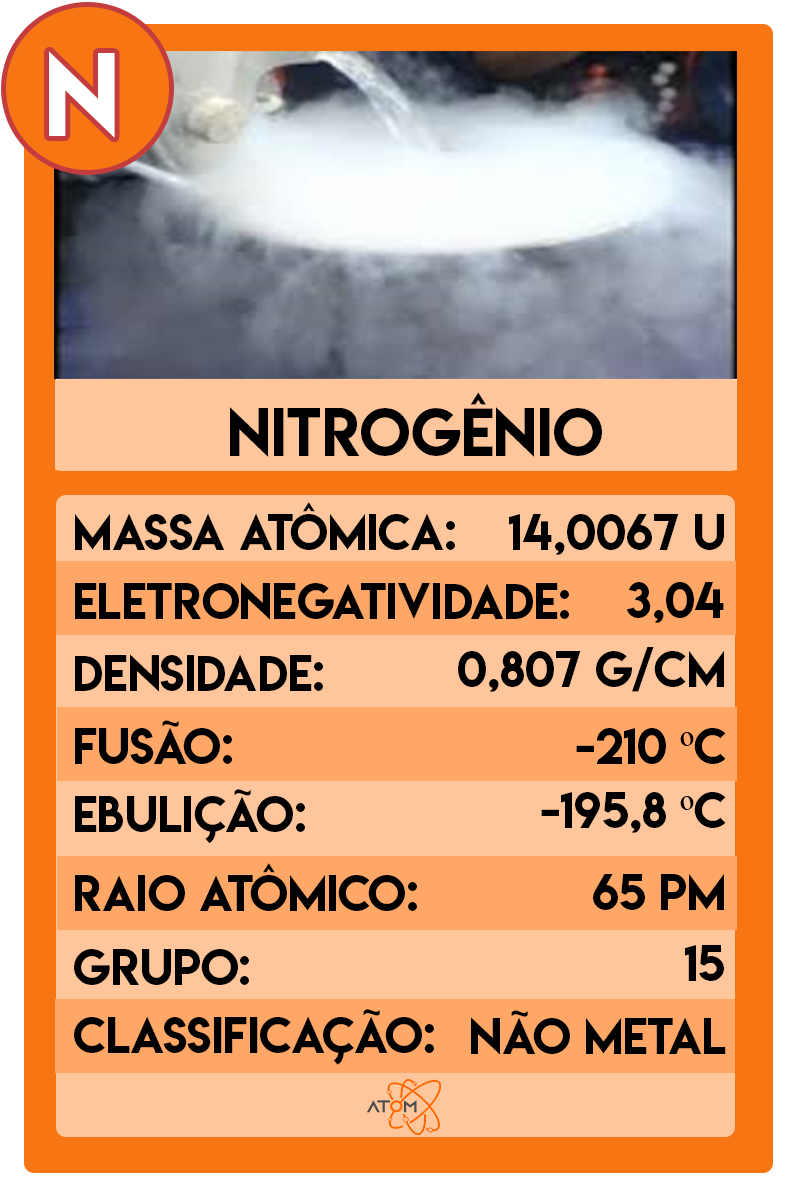 N
NITROGÊNIO
MASSA ATÔMICA: 14,0067 U
ELETRONEGATIVIDADE: 3,04
DENSIDADE: 0,807 G/CM
FUSÃO: -210 ºC
EBULIÇÃO: -195,8 ºC
RAIO ATÔMICO: 65 PM
GRUPO: 15
CLASSIFICAÇÃO: NÃO METAL
ATOM